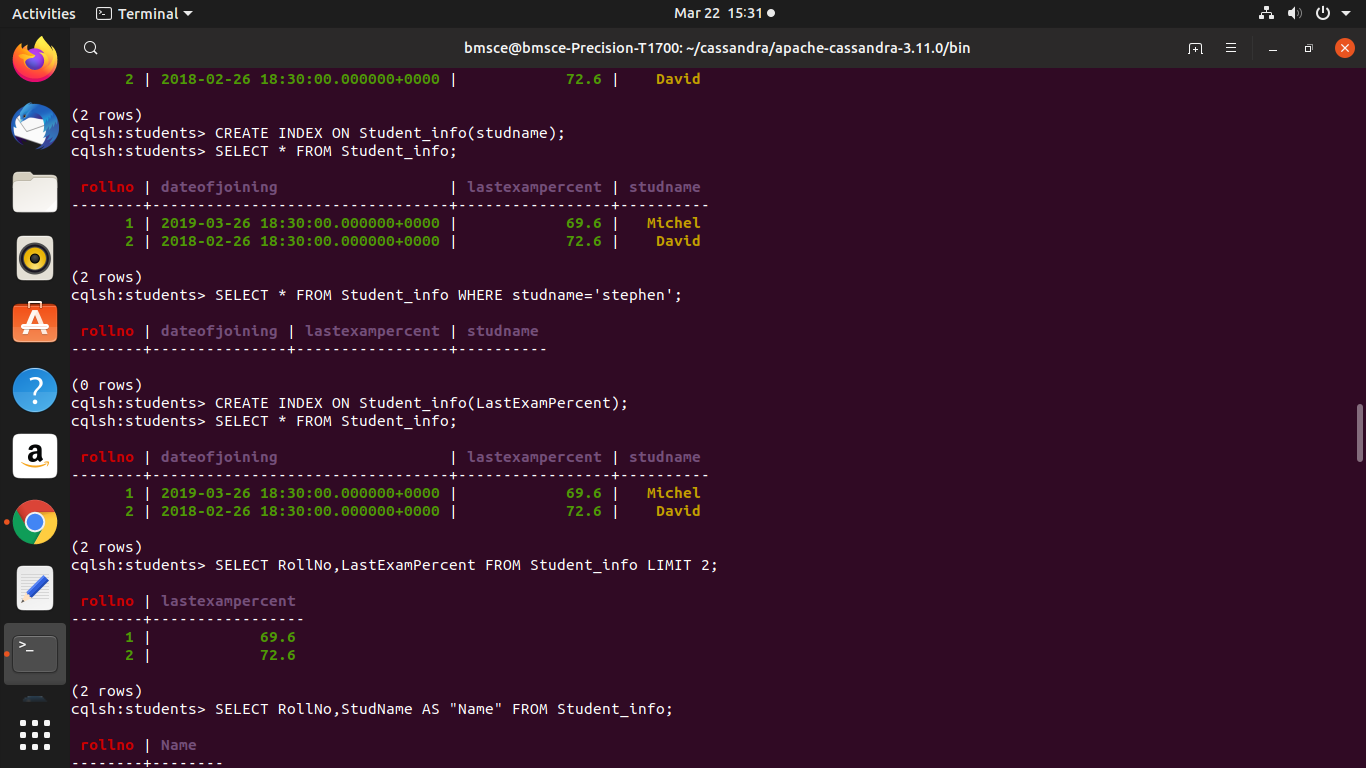 Activities Terminal Mar 22 15:31
bmsce@bmsce-Precision-T1700: ~/cassandra/apache-cassandra-3.11.0/bin
2 | 2018-02-26 18:30:00.000000+0000 | 72.6 | David
(2 rows)
cqlsh:students> CREATE INDEX ON Student_info(studname);
cqlsh:students> SELECT * FROM Student_info;
rollno | dateofjoining | lastexampercent | studname
--------+---------------------------------+-----------------+----------
1 | 2019-03-26 18:30:00.000000+0000 | 69.6 | Michel
2 | 2018-02-26 18:30:00.000000+0000 | 72.6 | David
(2 rows)
cqlsh:students> SELECT * FROM Student_info WHERE studname='stephen';
rollno | dateofjoining | lastexampercent | studname
--------+---------------+-----------------+----------
(0 rows)
cqlsh:students> CREATE INDEX ON Student_info(LastExamPercent);
cqlsh:students> SELECT * FROM Student_info;
rollno | dateofjoining | lastexampercent | studname
--------+---------------------------------+-----------------+----------
1 | 2019-03-26 18:30:00.000000+0000 | 69.6 | Michel
2 | 2018-02-26 18:30:00.000000+0000 | 72.6 | David
(2 rows)
cqlsh:students> SELECT RollNo,LastExamPercent FROM Student_info LIMIT 2;
rollno | lastexampercent
--------+-----------------
1 | 69.6
2 | 72.6
(2 rows)
cqlsh:students> SELECT RollNo,StudName AS "Name" FROM Student_info;
rollno | Name
--------+--------